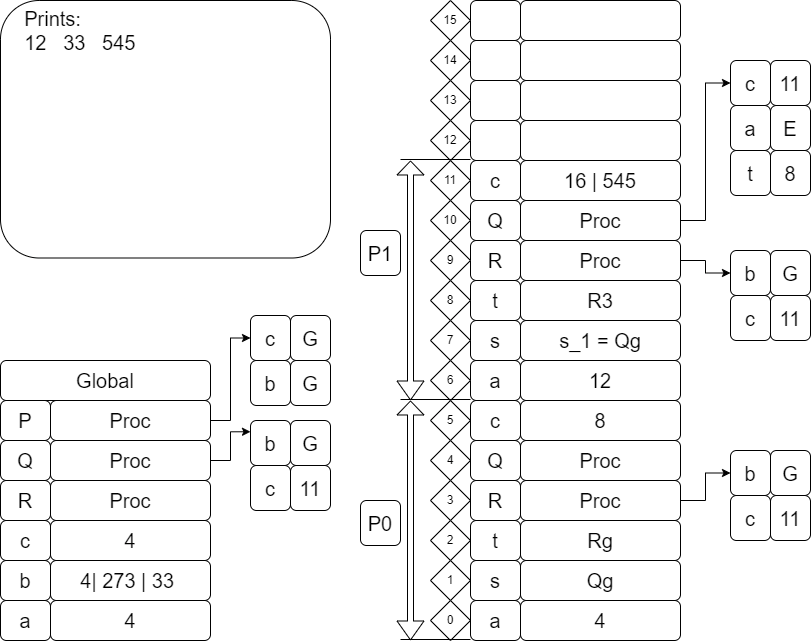 Prints:
12 33 545
Global
P Proc
Q Proc
R Proc
c 4
b 4| 273 | 33
a 4
c G
b G
b G
c 11
P1
P0
15
14
13
12
11 c 16 | 545
10 Q Proc
9 R Proc
8 t R3
7 s s_1 = Qg
6 a 12
5 c 8
4 Q Proc
3 R Proc
2 t Rg
1 s Qg
0 a 4
c 11
a E
t 8
b G
c 11
b G
c 11